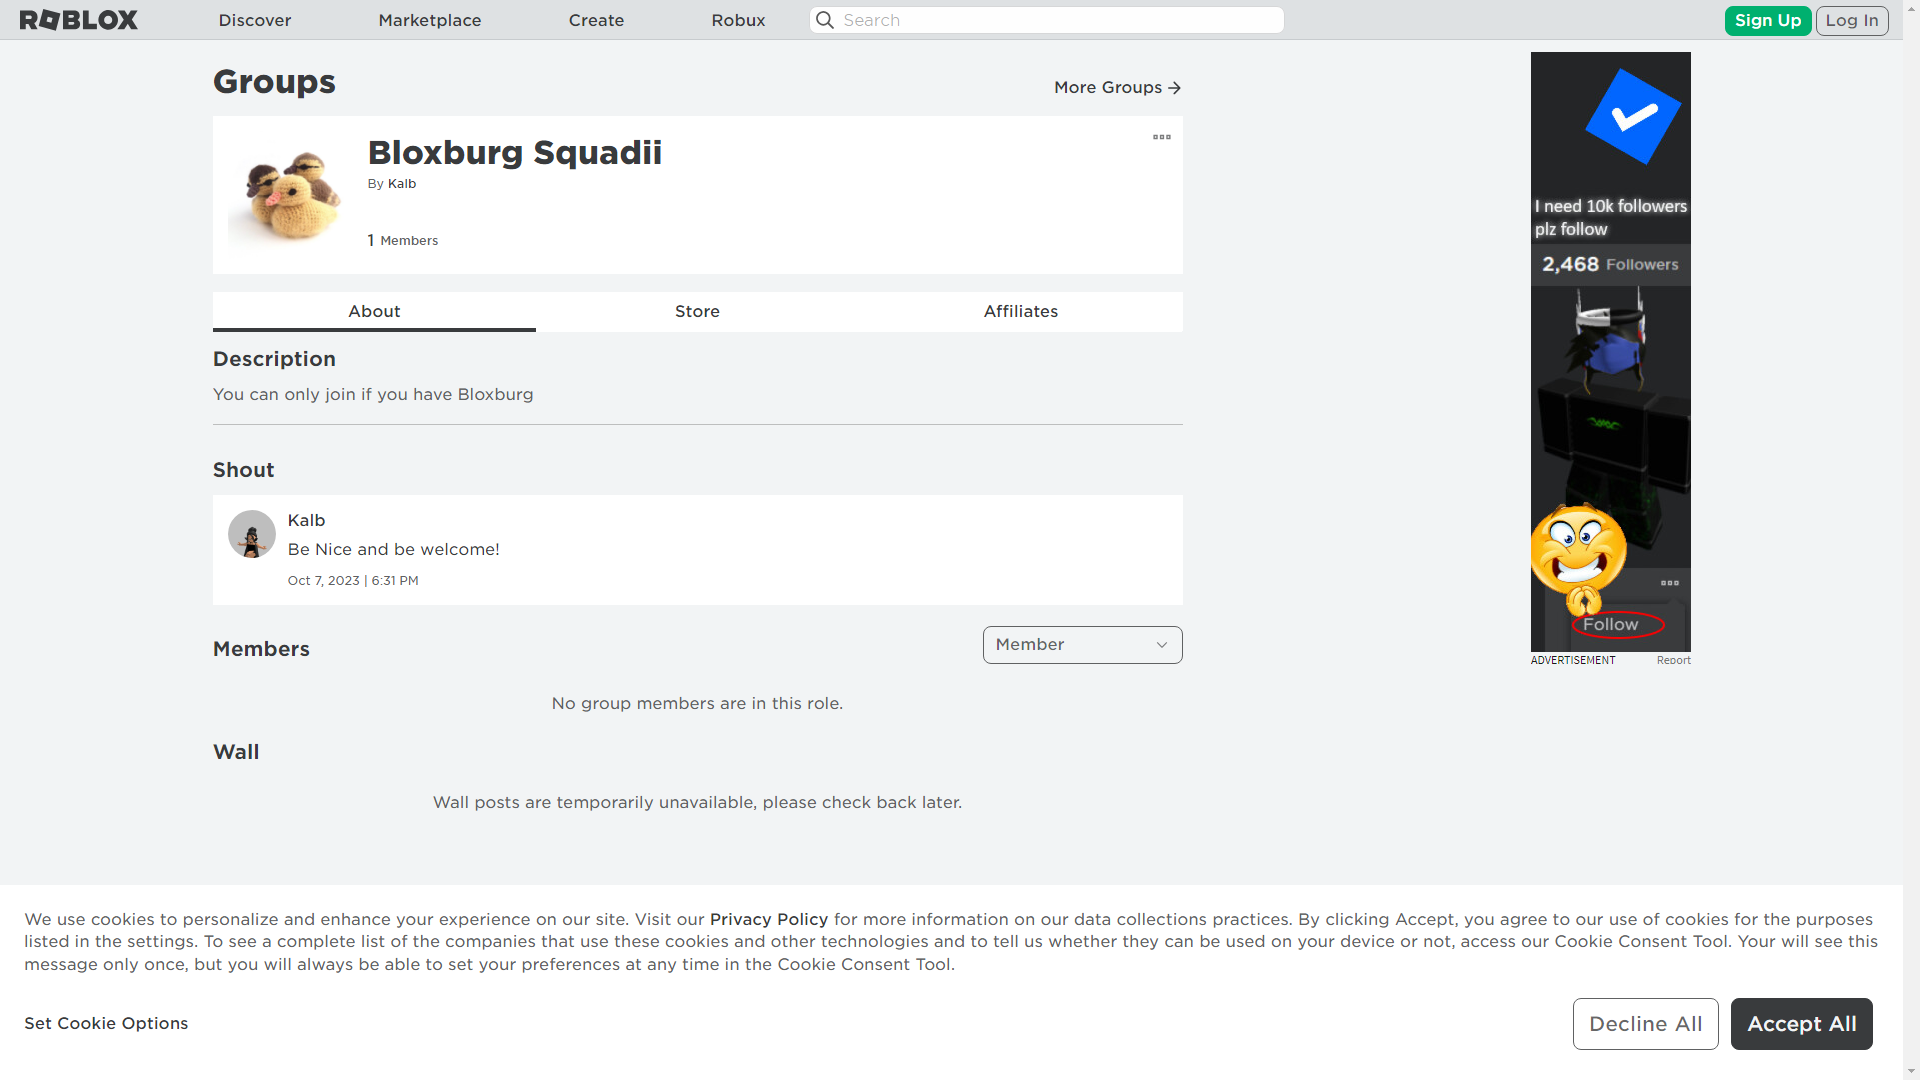 ROBLOX
Discover
Marketplace
Create
Robux
Search
Sign Up
Log In
Groups
More Groups
Bloxburg Squadii
By Kalb
1 Members
About
Store
Affiliates
Description
You can only join if you have Bloxburg
Shout
Kalb
Be Nice and be welcome!
Oct 7, 2023 | 6:31 PM
Members
Member
No group members are in this role.
Wall
Wall posts are temporarily unavailable, please check back later.
I need 10k followers
plz follow
2,468 Followers
Follow
ADVERTISEMENT
Report
We use cookies to personalize and enhance your experience on our site. Visit our Privacy Policy for more information on our data collections practices. By clicking Accept, you agree to our use of cookies for the purposes
listed in the settings. To see a complete list of the companies that use these cookies and other technologies and to tell us whether they can be used on your device or not, access our Cookie Consent Tool. Your will see this
message only once, but you will always be able to set your preferences at any time in the Cookie Consent Tool.
Set Cookie Options
Decline All
Accept All